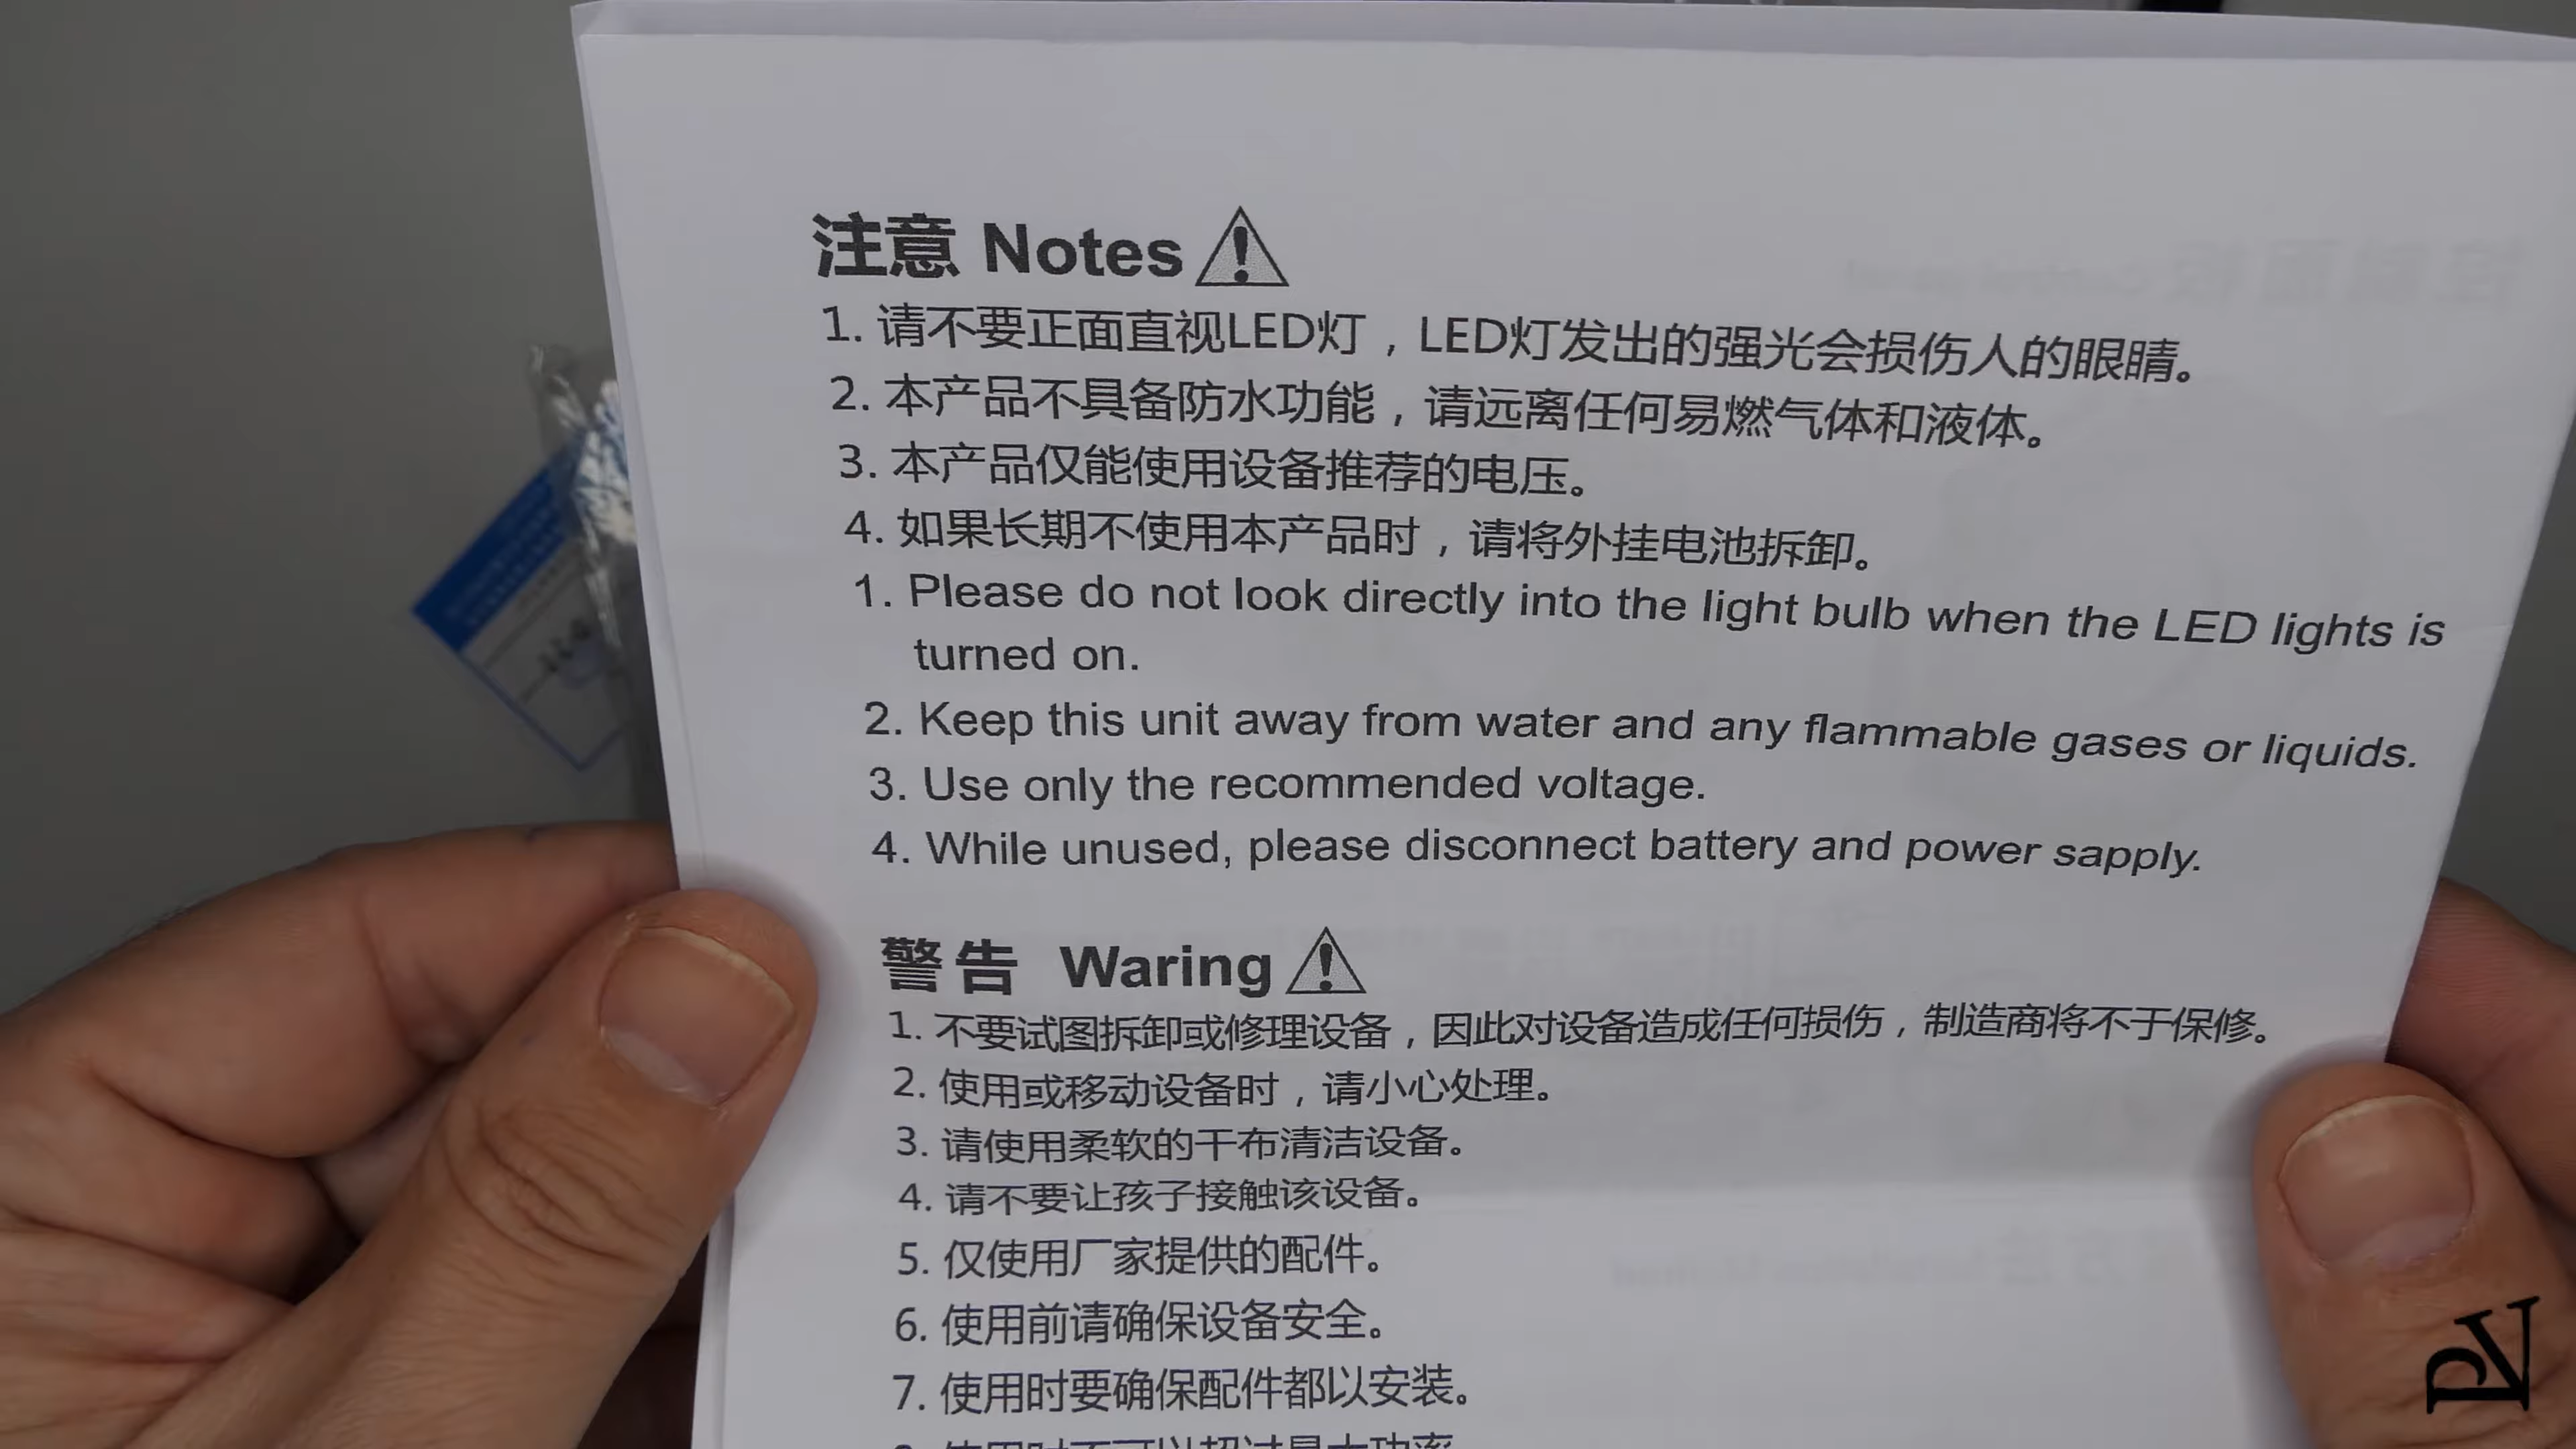 注意 Notes
1. 请不要正面直视LED灯，LED灯发出的强光会损伤人的眼睛。
2. 本产品不具备防水功能，请远离任何易燃气体和液体。
3. 本产品仅能使用设备推荐的电压。
4. 如果长期不使用本产品时，请将外挂电池拆卸。
1. Please do not look directly into the light bulb when the LED lights is
turned on.
2. Keep this unit away from water and any flammable gases or liquids.
3. Use only the recommended voltage.
4. While unused, please disconnect battery and power sapply.
警告 Waring
1. 不要试图拆卸或修理设备，因此对设备造成任何损伤，制造商将不于保修。
2. 使用或移动设备时，请小心处理。
3. 请使用柔软的干布清洁设备。
4. 请不要让孩子接触该设备。
5. 仅使用厂家提供的配件。
6. 使用前请确保设备安全。
7. 使用时要确保配件都以安装。
PV